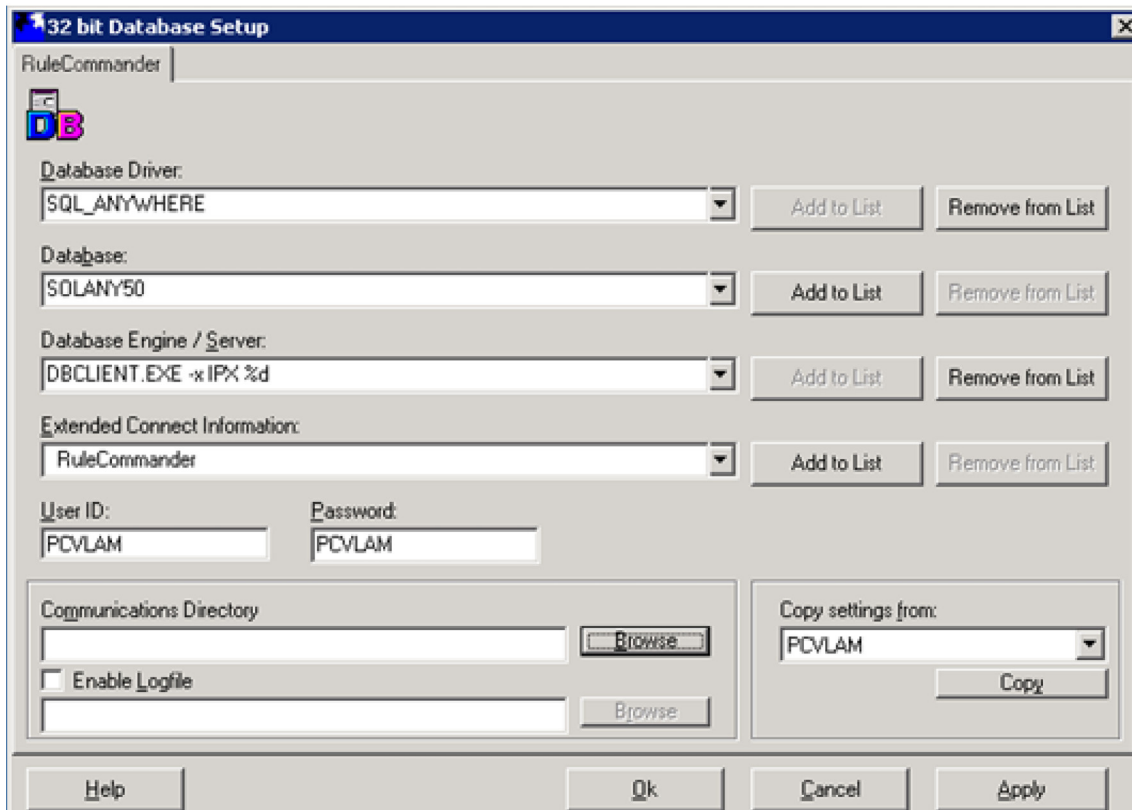 32 bit Database Setup
RuleCommander
DB
Database Driver:
SQL_ANYWHERE
Add to List
Remove from List
Database:
SOLANY50
Add to List
Remove from List
Database Engine / Server:
DBCLIENT.EXE -x IPX %d
Add to List
Remove from List
Extended Connect Information:
RuleCommander
Add to List
Remove from List
User ID:
Password:
PCVLAM
PCVLAM
Communications Directory
Browse
Enable Logfile
Browse
Copy settings from:
PCVLAM
Copy
Help
Ok
Cancel
Apply